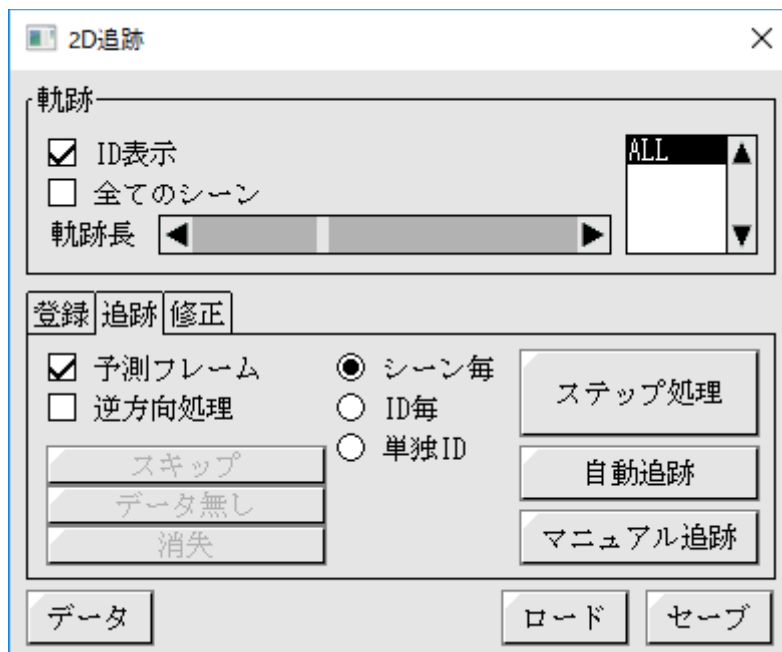 2D追跡
軌跡
ID表示
全てのシーン
軌跡長
ALL
登録 追跡 修正
予測フレーム
逆方向処理
スキップ
データ無し
消失
シーン毎
ID毎
単独ID
ステップ処理
自動追跡
マニュアル追跡
データ
ロード
セーブ